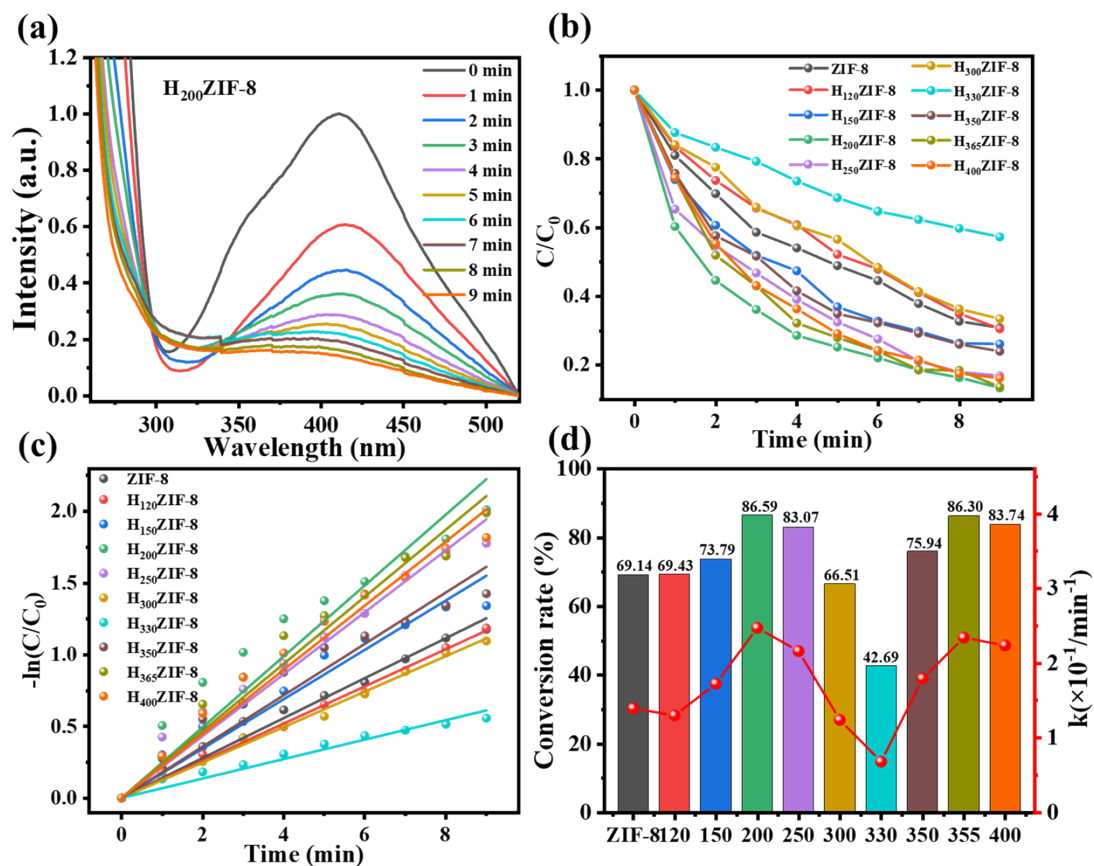 (a)
H200ZIF-8
0 min
1 min
2 min
3 min
4 min
5 min
6 min
7 min
8 min
9 min
Intensity (a.u.)
1.2
1.0
0.8
0.6
0.4
0.2
0.0
300 350 400 450 500
Wavelength (nm)
(b)
ZIF-8
H120ZIF-8
H150ZIF-8
H200ZIF-8
H250ZIF-8
H300ZIF-8
H330ZIF-8
H350ZIF-8
H365ZIF-8
H400ZIF-8
C/C0
1.0
0.8
0.6
0.4
0.2
0 2 4 6 8
Time (min)
(c)
ZIF-8
H120ZIF-8
H150ZIF-8
H200ZIF-8
H250ZIF-8
H300ZIF-8
H330ZIF-8
H350ZIF-8
H365ZIF-8
H400ZIF-8
-ln(C/C0)
2.0
1.5
1.0
0.5
0.0
0 2 4 6 8
Time (min)
(d)
Conversion rate (%)
100
80
60
40
20
0
69.14 69.43 73.79 86.59 83.07 66.51 42.69 75.94 86.30 83.74
ZIF-8 120 150 200 250 300 330 350 355 400
4
3
2
1
0
k(×10-1/min-1)